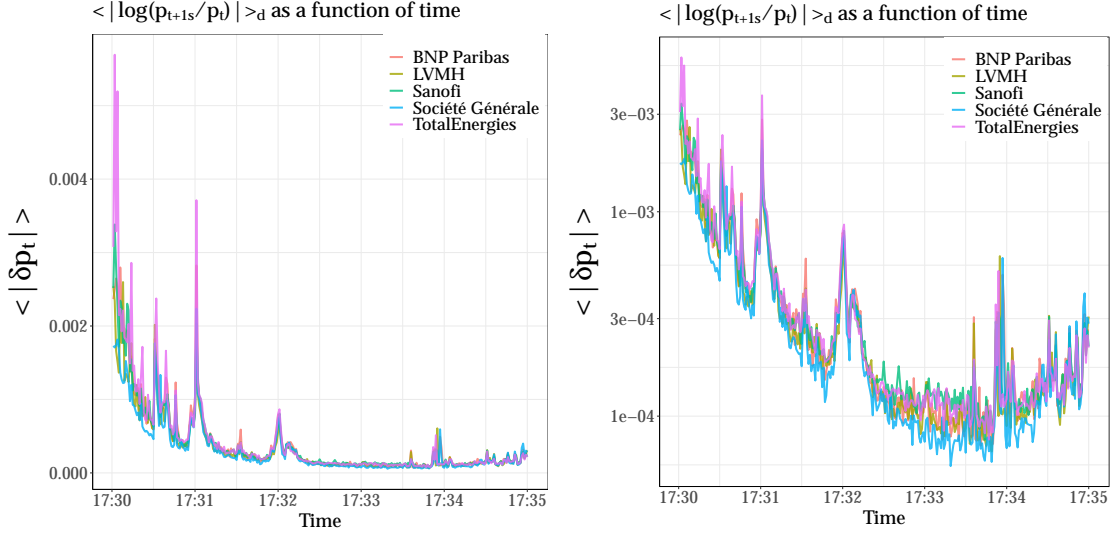 < | log(pt+1s/pt) | >d as a function of time
BNP Paribas
LVMH
Sanofi
Société Générale
TotalEnergies
0.004
0.002
0.000
< | δpt | >
17:30 17:31 17:32 17:33 17:34 17:35
Time
< | log(pt+1s/pt) | >d as a function of time
BNP Paribas
LVMH
Sanofi
Société Générale
TotalEnergies
3e−03
1e−03
3e−04
1e−04
< | δpt | >
17:30 17:31 17:32 17:33 17:34 17:35
Time